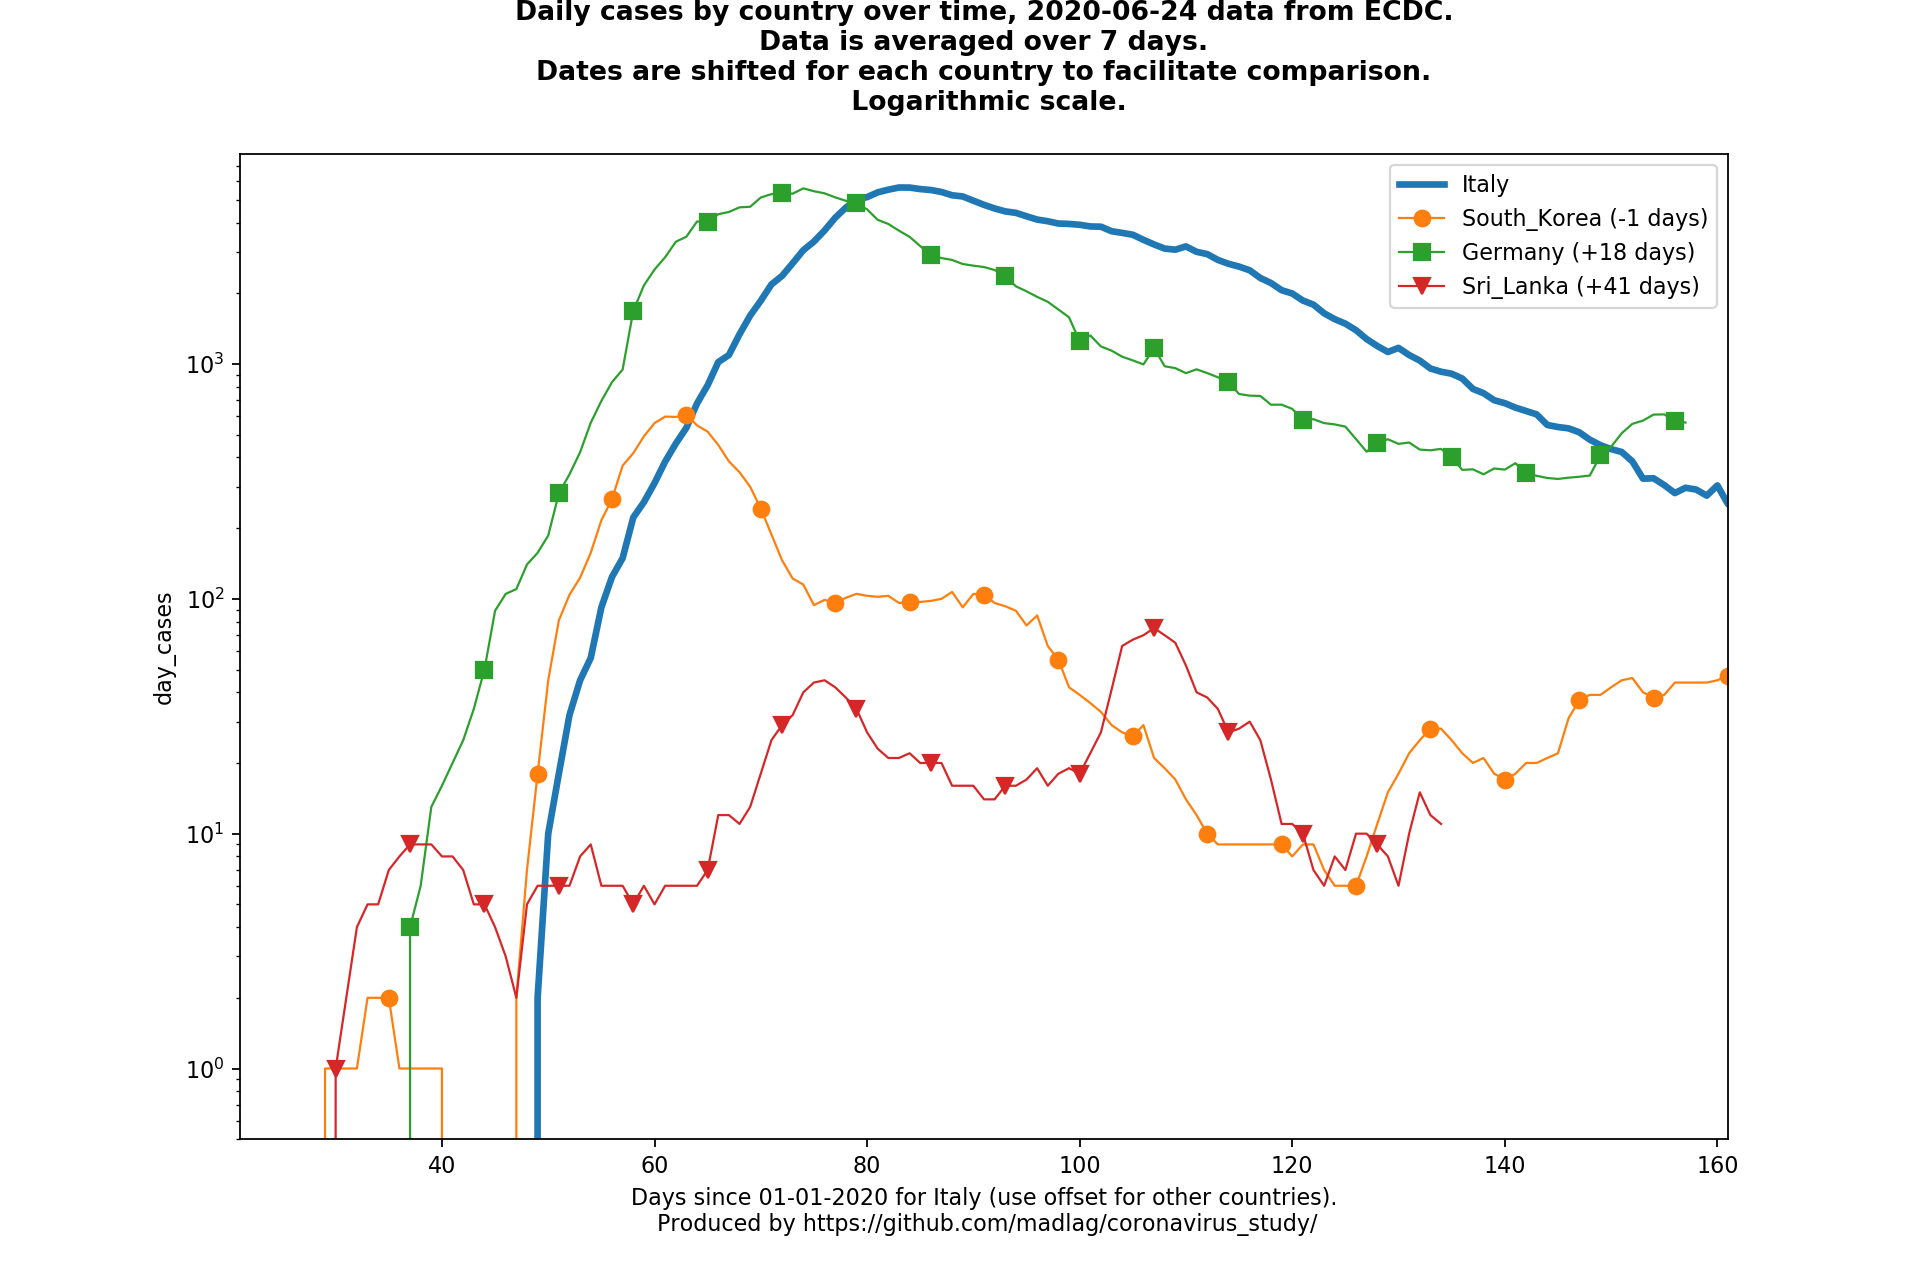 Daily cases by country over time, 2020-06-24 data from ECDC.
Data is averaged over 7 days.
Dates are shifted for each country to facilitate comparison.
Logarithmic scale.
Italy
South_Korea (-1 days)
Germany (+18 days)
Sri_Lanka (+41 days)
day_cases
10³
10²
10¹
10⁰
40 60 80 100 120 140 160
Days since 01-01-2020 for Italy (use offset for other countries).
Produced by https://github.com/madlag/coronavirus_study/